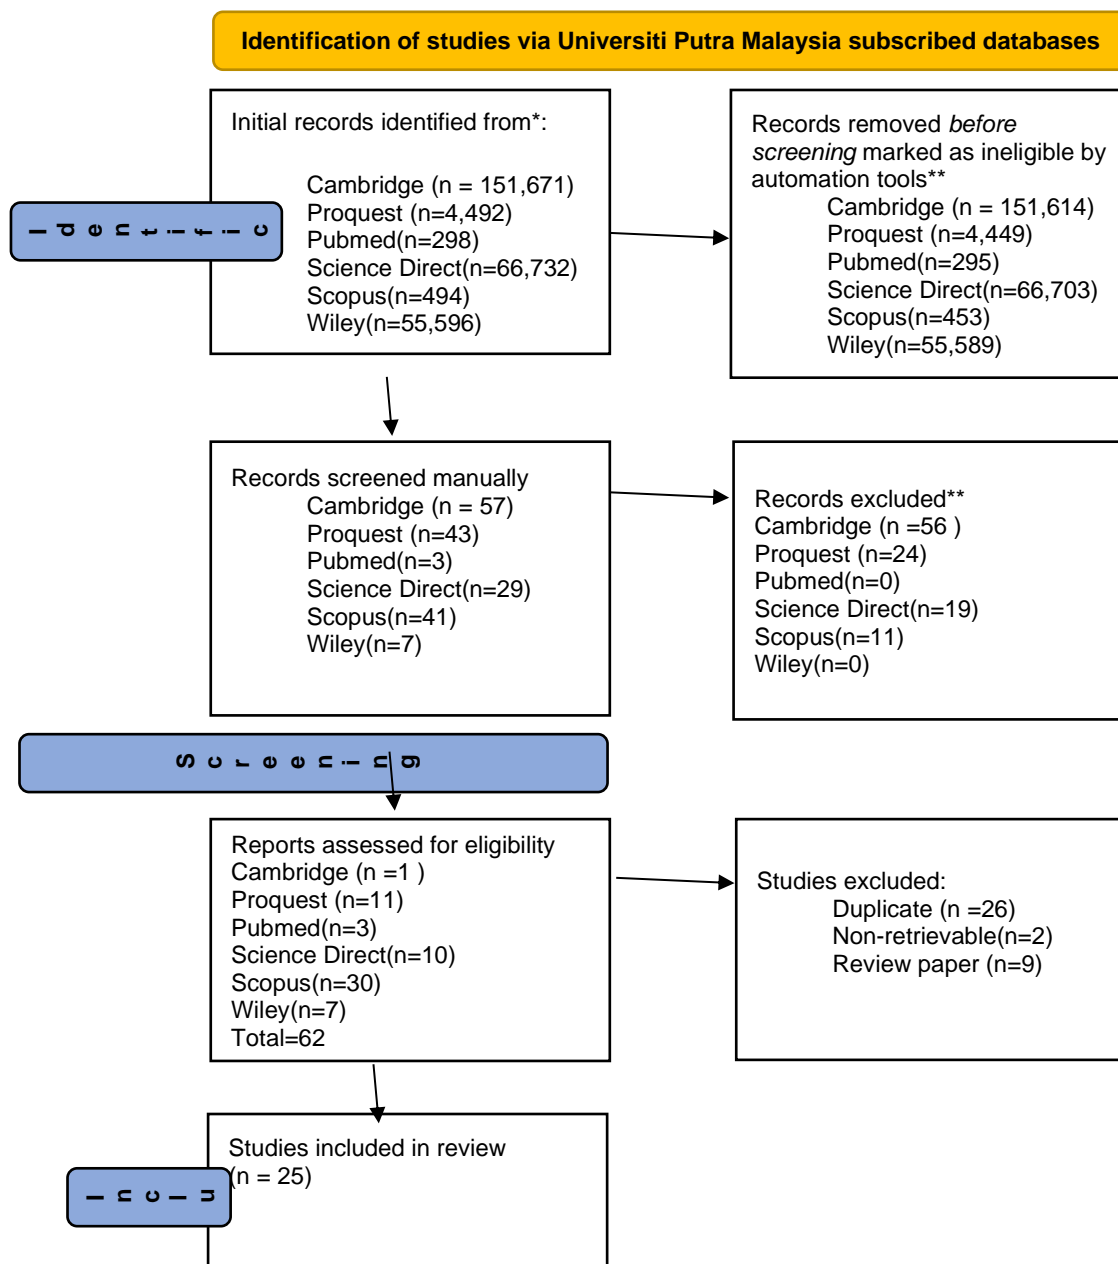 Identification of studies via Universiti Putra Malaysia subscribed databases
Initial records identified from*:
Cambridge (n = 151,671)
Proquest (n=4,492)
Pubmed(n=298)
Science Direct(n=66,732)
Scopus(n=494)
Wiley(n=55,596)
Records removed before
screening marked as ineligible by
automation tools**
Cambridge (n = 151,614)
Proquest (n=4,449)
Pubmed(n=295)
Science Direct(n=66,703)
Scopus(n=453)
Wiley(n=55,589)
Identific
Records screened manually
Cambridge (n = 57)
Proquest (n=43)
Pubmed(n=3)
Science Direct(n=29)
Scopus(n=41)
Wiley(n=7)
Records excluded**
Cambridge (n =56 )
Proquest (n=24)
Pubmed(n=0)
Science Direct(n=19)
Scopus(n=11)
Wiley(n=0)
Screening
Reports assessed for eligibility
Cambridge (n =1 )
Proquest (n=11)
Pubmed(n=3)
Science Direct(n=10)
Scopus(n=30)
Wiley(n=7)
Total=62
Studies excluded:
Duplicate (n =26)
Non-retrievable(n=2)
Review paper (n=9)
Studies included in review
(n = 25)
Inclu